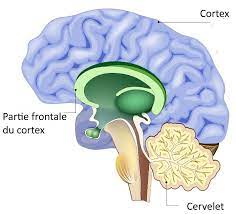 Cortex
Partie frontale
du cortex
Cervelet